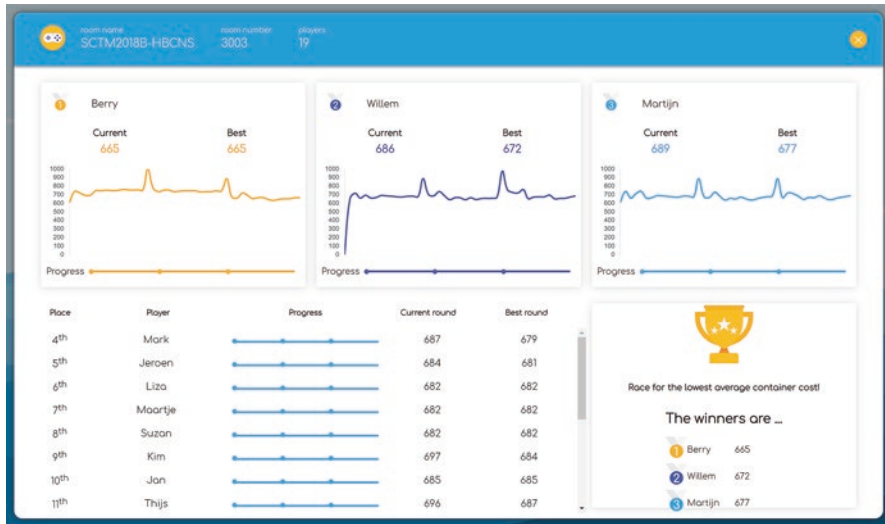 room name room number players
SCTM2018B-HBCNS 3003 19
1 Berry
Current Best
665 665
1000
900
800
700
600
500
400
300
200
100
0
Progress
2 Willem
Current Best
686 672
1000
900
800
700
600
500
400
300
200
100
0
Progress
3 Martijn
Current Best
689 677
1000
900
800
700
600
500
400
300
200
100
0
Progress
Place Player Progress Current round Best round
4th Mark 687 679
5th Jeroen 684 681
6th Liza 682 682
7th Maartje 682 682
8th Suzan 682 682
9th Kim 697 684
10th Jan 685 685
11th Thijs 696 687
Race for the lowest average container cost!
The winners are ...
1 Berry 665
2 Willem 672
3 Martijn 677